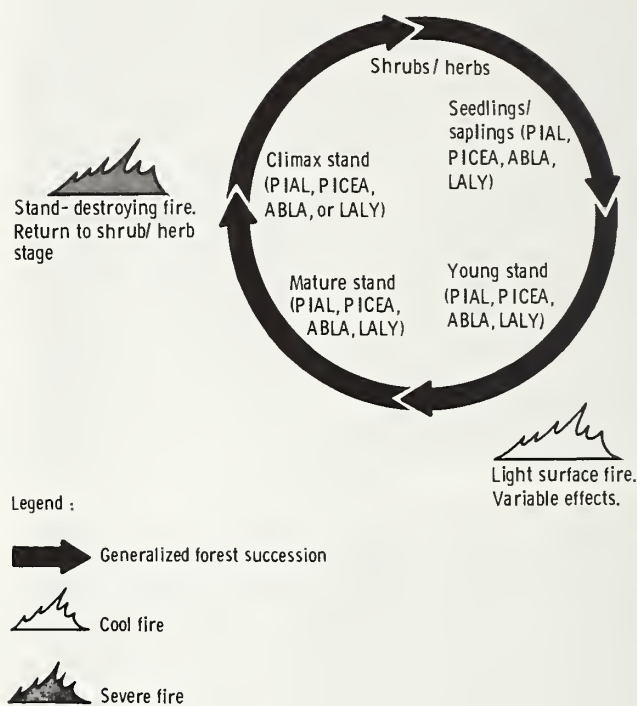 Shrubs/ herbs
Seedlings/
saplings (PIAL,
PICEA, ABLA,
LALY)
Young stand
(PIAL, PICEA,
ABLA, LALY)
Light surface fire.
Variable effects.
Mature stand
(PIAL, PICEA,
ABLA, LALY)
Climax stand
(PIAL, PICEA,
ABLA, or LALY)
Stand- destroying fire.
Return to shrub/ herb
stage
Legend :
Generalized forest succession
Cool fire
Severe fire